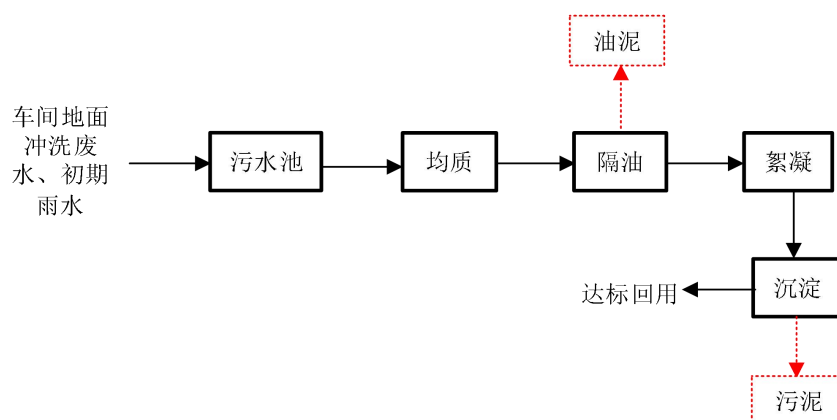 油泥
车间地面
冲洗废
水、初期
雨水
污水池
均质
隔油
絮凝
沉淀
达标回用
污泥